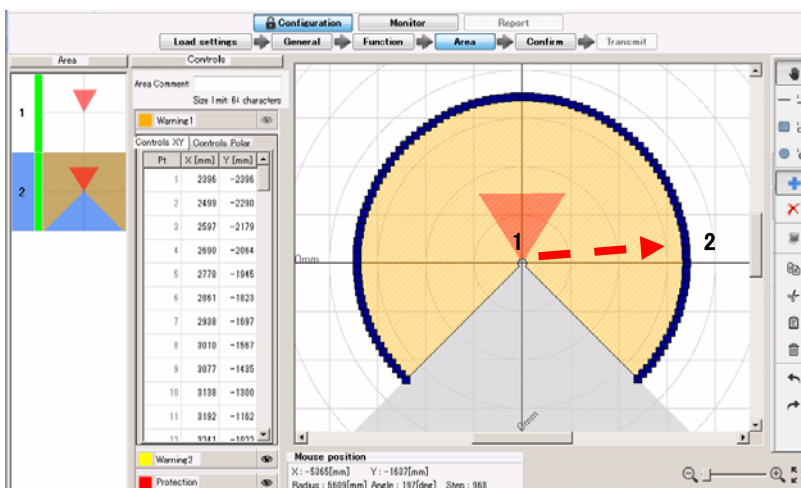 Configuration Monitor Report
Load settings General Function Area Confirm Transmit
Area
1
2
Controls
Area Comment:
Size limit: 64 characters
Warning1
Controls XY Controls Polar
Pt X [mm] Y [mm]
1 2396 -2396
2 2499 -2290
3 2597 -2179
4 2690 -2064
5 2778 -1945
6 2861 -1823
7 2938 -1697
8 3010 -1567
9 3077 -1435
10 3138 -1300
11 3192 -1162
12 3241 -1022
Warning2
Protection
1
2
0mm
0mm
Mouse position
X : -5365[mm] Y : -1637[mm]
Radius : 5609[mm] Angle : 197[deg] Step : 968